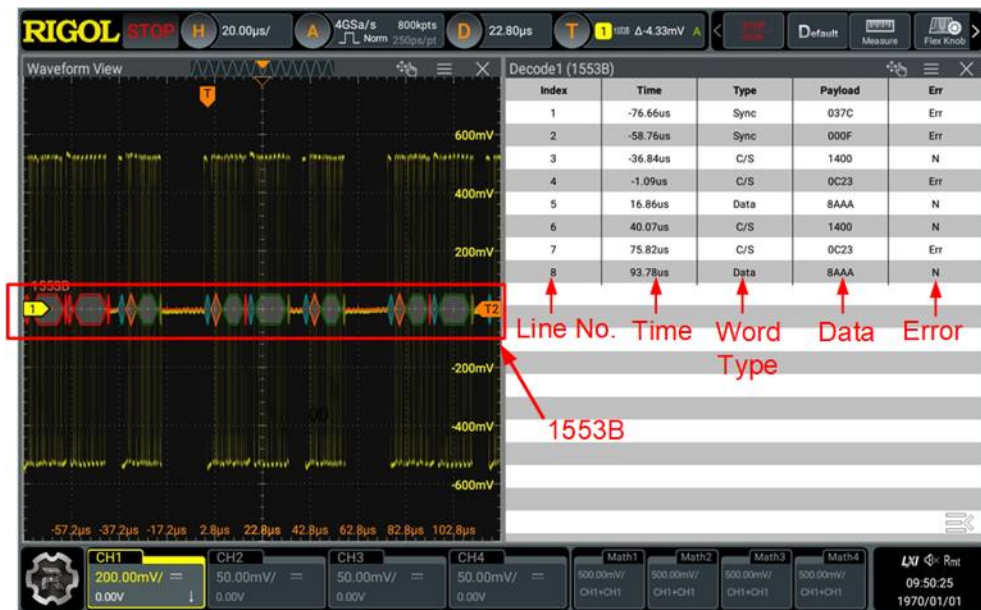 RIGOL STOP H 20.00μs/ A 4GSa/s 800kpts Norm 250ps/pt D 22.80μs T 1 Δ-4.33mV A < > Default Measure Flex Knob
Waveform View
T
600mV
400mV
200mV
1553B
1 T2
-200mV
-400mV
-600mV
-57.2μs -37.2μs -17.2μs 2.8μs 22.8μs 42.8μs 62.8μs 82.8μs 102.8μs
Decode1 (1553B)
Index Time Type Payload Err
1 -76.66us Sync 037C Err
2 -58.76us Sync 000F Err
3 -36.84us C/S 1400 N
4 -1.09us C/S 0C23 Err
5 16.86us Data 8AAA N
6 40.07us C/S 1400 N
7 75.82us C/S 0C23 Err
8 93.78us Data 8AAA N
Line No. Time Word Type Data Error
1553B
CH1 CH2 CH3 CH4 Math1 Math2 Math3 Math4
200.00mV/ 50.00mV/ 50.00mV/ 50.00mV/ 500.00mV/ 500.00mV/ 500.00mV/ 500.00mV/
0.00V 0.00V 0.00V 0.00V CH1+CH1 CH1+CH1 CH1+CH1 CH1+CH1
LXI Rmt
09:50:25
1970/01/01